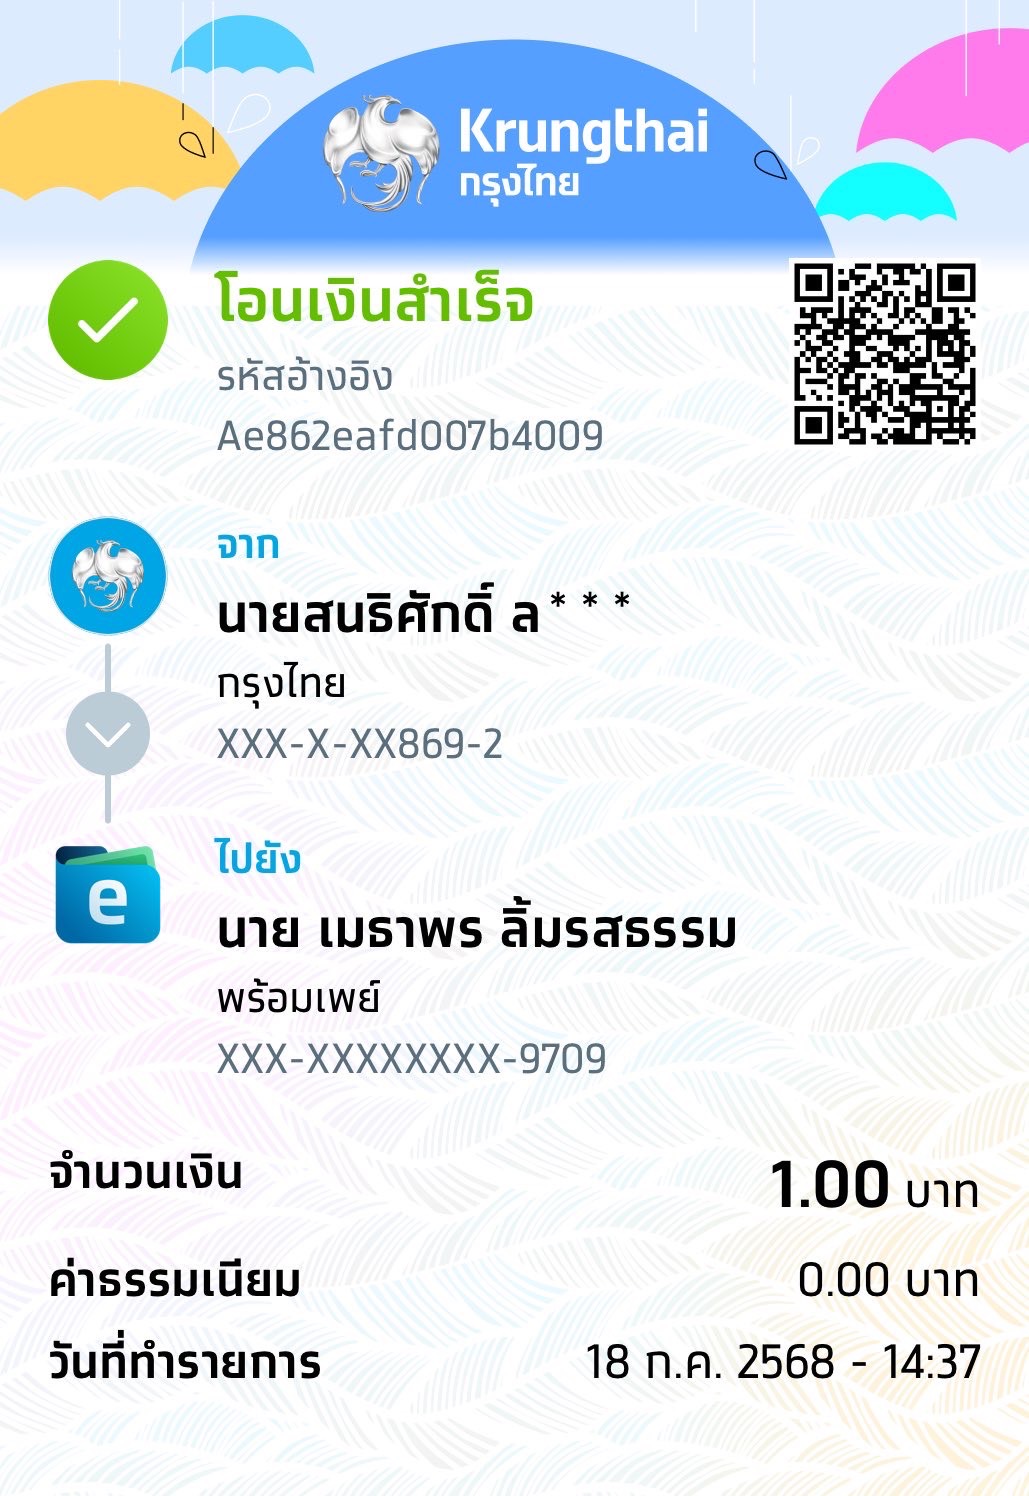 Krungthai
กรุงไทย
โอนเงินสำเร็จ
รหัสอ้างอิง
Ae862eafd007b4009
จาก
นายสนธิศักดิ์ ล***
กรุงไทย
XXX-X-XX869-2
e
ไปยัง
นาย เมธาพร ลิ้มรสธรรม
พร้อมเพย์
XXX-XXXXXXXX-9709
จำนวนเงิน 1.00 บาท
ค่าธรรมเนียม 0.00 บาท
วันที่ทำรายการ 18 ก.ค. 2568 - 14:37